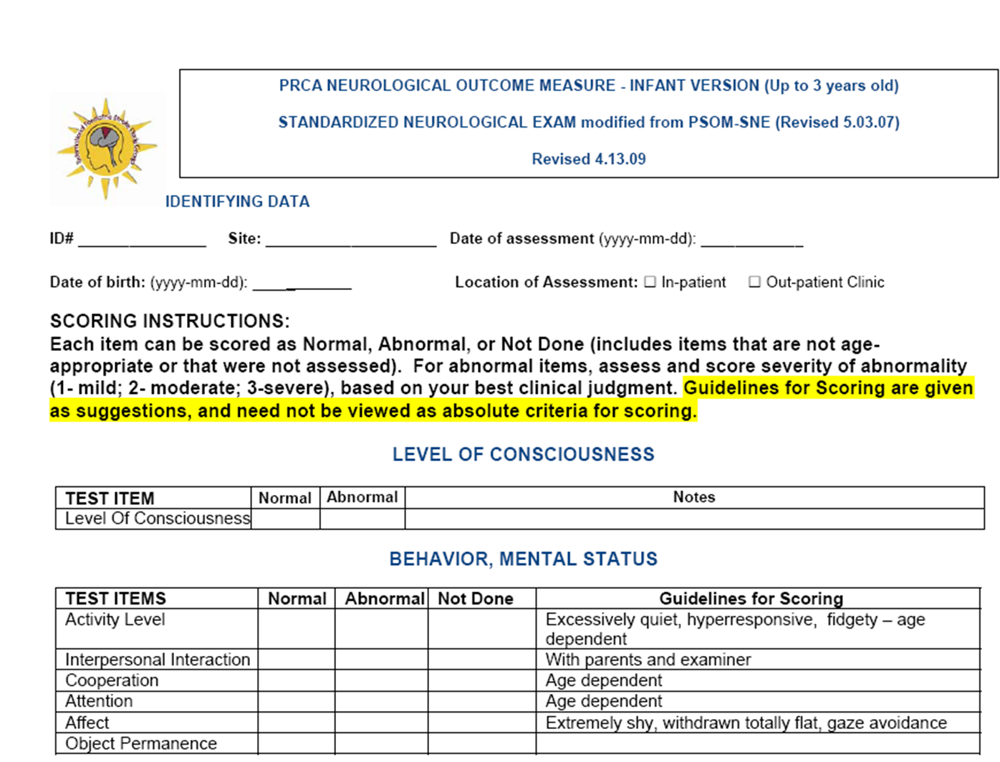 PRCA NEUROLOGICAL OUTCOME MEASURE - INFANT VERSION (Up to 3 years old)
STANDARDIZED NEUROLOGICAL EXAM modified from PSOM-SNE (Revised 5.03.07)
Revised 4.13.09
IDENTIFYING DATA
ID# _______________ Site: ____________________ Date of assessment (yyyy-mm-dd): ____________
Date of birth: (yyyy-mm-dd): ____________ Location of Assessment: ☐ In-patient ☐ Out-patient Clinic
SCORING INSTRUCTIONS:
Each item can be scored as Normal, Abnormal, or Not Done (includes items that are not age-
appropriate or that were not assessed). For abnormal items, assess and score severity of abnormality
(1- mild; 2- moderate; 3-severe), based on your best clinical judgment. Guidelines for Scoring are given
as suggestions, and need not be viewed as absolute criteria for scoring.
LEVEL OF CONSCIOUSNESS
TEST ITEM Normal Abnormal Notes
Level Of Consciousness
BEHAVIOR, MENTAL STATUS
TEST ITEMS Normal Abnormal Not Done Guidelines for Scoring
Activity Level Excessively quiet, hyperresponsive, fidgety – age
dependent
Interpersonal Interaction With parents and examiner
Cooperation Age dependent
Attention Age dependent
Affect Extremely shy, withdrawn totally flat, gaze avoidance
Object Permanence